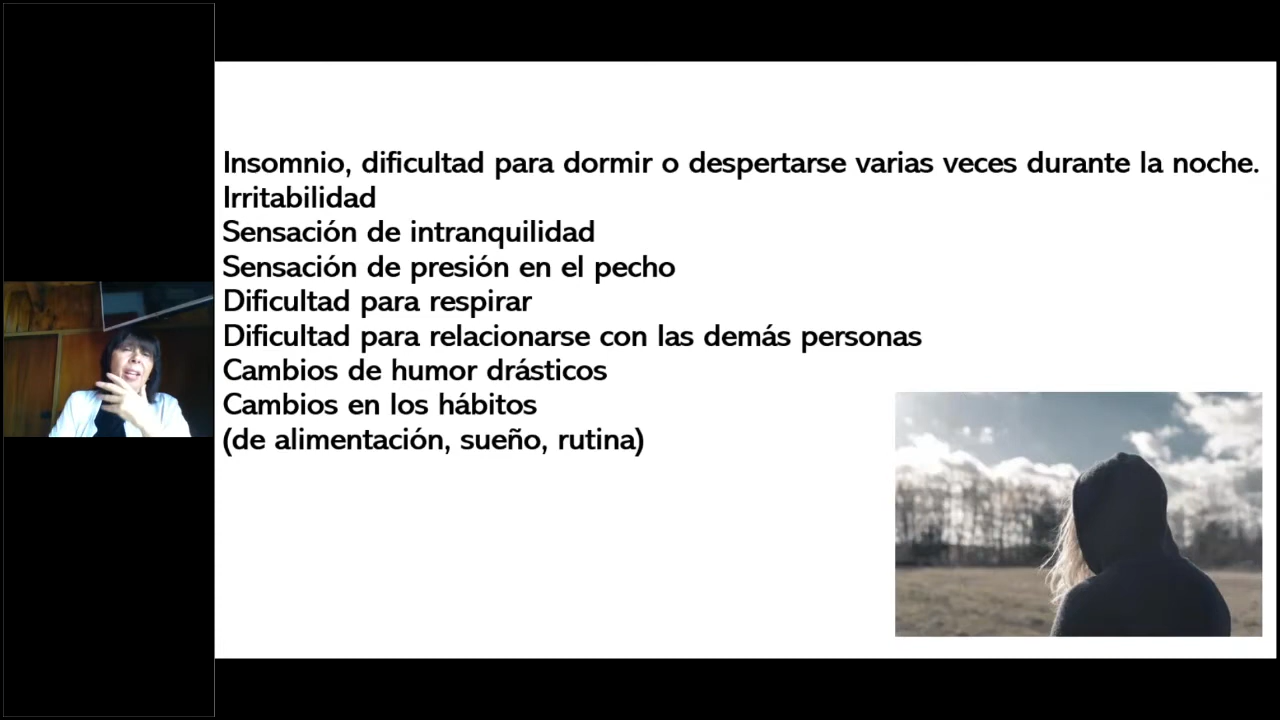 Insomnio, dificultad para dormir o despertarse varias veces durante la noche.
Irritabilidad
Sensación de intranquilidad
Sensación de presión en el pecho
Dificultad para respirar
Dificultad para relacionarse con las demás personas
Cambios de humor drásticos
Cambios en los hábitos
(de alimentación, sueño, rutina)